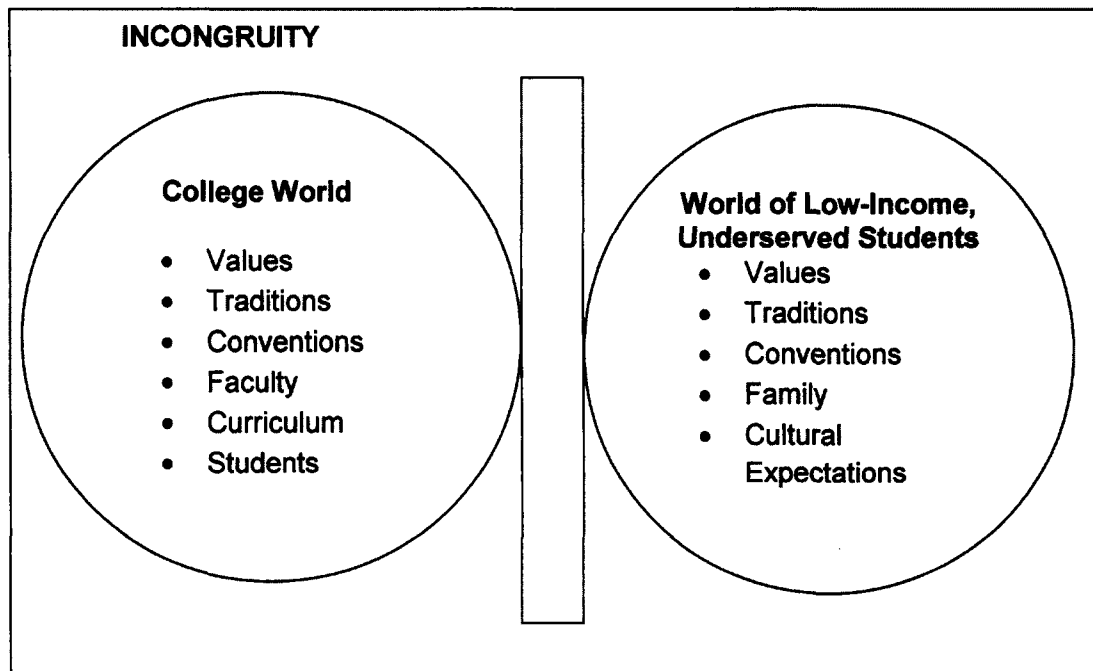 INCONGRUITY
College World
• Values
• Traditions
• Conventions
• Faculty
• Curriculum
• Students
World of Low-Income,
Underserved Students
• Values
• Traditions
• Conventions
• Family
• Cultural
Expectations